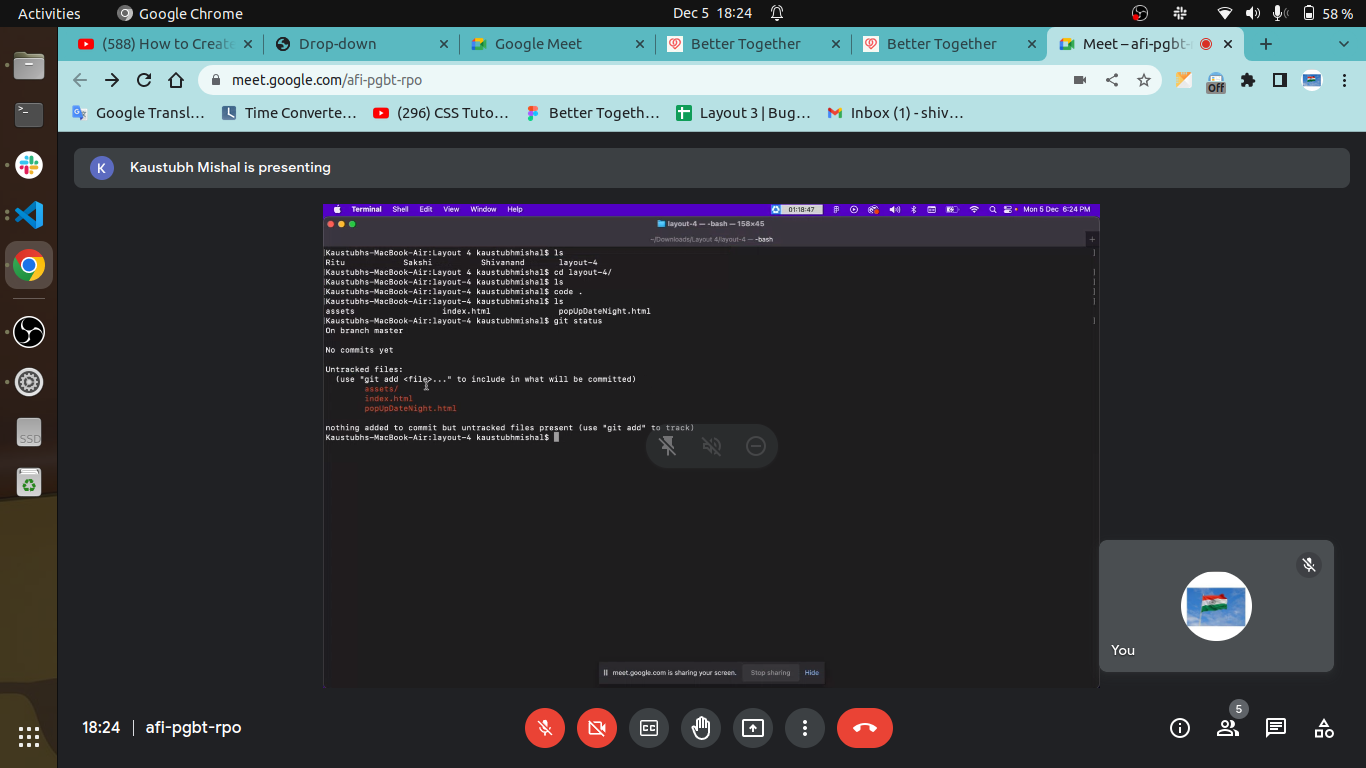 Activities Google Chrome Dec 5 18:24 58 %
(588) How to Create Drop-down Google Meet Better Together Better Together Meet – afi-pgbt-
meet.google.com/afi-pgbt-rpo Off
Google Transl… Time Converte… (296) CSS Tuto… Better Togeth… Layout 3 | Bug… Inbox (1) - shiv…
K Kaustubh Mishal is presenting
Terminal Shell Edit View Window Help 01:18:47 Mon 5 Dec 6:24 PM
layout-4 — -bash — 158×45
~/Downloads/Layout 4/layout-4 — -bash
Kaustubhs-MacBook-Air:Layout 4 kaustubhmishal$ ls
Ritu Sakshi Shivanand layout-4
Kaustubhs-MacBook-Air:Layout 4 kaustubhmishal$ cd layout-4/
Kaustubhs-MacBook-Air:layout-4 kaustubhmishal$ ls
Kaustubhs-MacBook-Air:layout-4 kaustubhmishal$ code .
Kaustubhs-MacBook-Air:layout-4 kaustubhmishal$ ls
assets index.html popUpDateNight.html
Kaustubhs-MacBook-Air:layout-4 kaustubhmishal$ git status
On branch master
No commits yet
Untracked files:
(use "git add <file>..." to include in what will be committed)
assets/
index.html
popUpDateNight.html
nothing added to commit but untracked files present (use "git add" to track)
Kaustubhs-MacBook-Air:layout-4 kaustubhmishal$
SSD
You
meet.google.com is sharing your screen. Stop sharing Hide
18:24 afi-pgbt-rpo 5